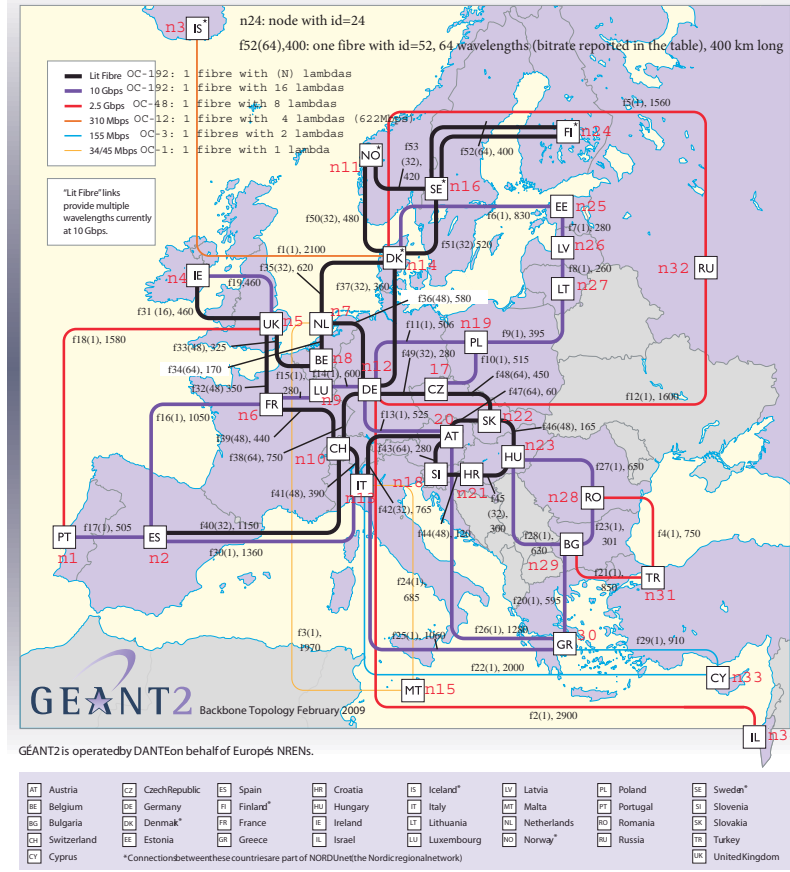 n3
IS*
n24: node with id=24
f52(64),400: one fibre with id=52, 64 wavelengths (bitrate reported in the table), 400 km long
Lit Fibre OC-192: 1 fibre with (N) lambdas
10 Gbps OC-192: 1 fibre with 16 lambdas
2.5 Gbps OC-48: 1 fibre with 8 lambdas
310 Mbps OC-12: 1 fibre with 4 lambdas (622Mbps)
155 Mbps OC-3: 1 fibres with 2 lambdas
34/45 Mbps OC-1: 1 fibre with 1 lambda
"Lit Fibre" links
provide multiple
wavelengths currently
at 10 Gbps.
f5(1), 1560
FI*
n24
f52(64), 400
f53
(32),
420
NO*
n11
SE*
n16
EE
n25
f6(1), 830
f50(32), 480
f7(1), 280
LV
n26
f51(32) 520
f1(1), 2100
DK*
n14
f8(1), 260
LT
n27
n32
RU
n4
IE
f35(32), 620
f19,460
f37(32), 360
f36(48), 580
f31 (16), 460
n7
UK
n5
NL
f11(1), 506
n19
f9(1), 395
f18(1), 1580
f33(48), 325
PL
f49(32), 280
BE
n8
f10(1), 515
f34(64), 170
n12
17
f15(1),
280
f14(1), 600
f48(64), 450
f32(48) 350
LU
n9
DE
CZ
f47(64), 60
f12(1), 1600
FR
n6
f16(1), 1050
f13(1), 525
20
SK
n22
f39(48), 440
AT
f46(48), 165
f38(64), 750
f43(64), 280
n23
n10
CH
HU
f27(1), 650
n18
SI
HR
n21
f41(48), 390
IT
n13
n28
RO
f42(32), 765
f45
(32),
300
f44(48), 120
f40(32), 1150
PT
n1
f17(1), 505
ES
n2
f30(1), 1360
f23(1),
301
f4(1), 750
f28(1),
630
BG
n29
f21(1),
850
TR
n31
f24(1),
685
f20(1), 595
f3(1),
1970
f25(1), 1060
f26(1), 1280
30
GR
f29(1), 910
f22(1), 2000
CY
n33
MT
n15
GÉANT2
Backbone Topology February 2009
f2(1), 2900
IL
n3
GÉANT2 is operatedby DANTEon behalf of Europés NRENs.
AT Austria
BE Belgium
BG Bulgaria
CH Switzerland
CY Cyprus
CZ CzechRepublic
DE Germany
DK Denmark*
EE Estonia
ES Spain
FI Finland*
FR France
GR Greece
HR Croatia
HU Hungary
IE Ireland
IL Israel
IS Iceland*
IT Italy
LT Lithuania
LU Luxembourg
LV Latvia
MT Malta
NL Netherlands
NO Norway*
PL Poland
PT Portugal
RO Romania
RU Russia
SE Sweden*
SI Slovenia
SK Slovakia
TR Turkey
UK UnitedKingdom
*Connectionsbetweenthesecountriesare part of NORDUnet(the Nordicregionalnetwork)